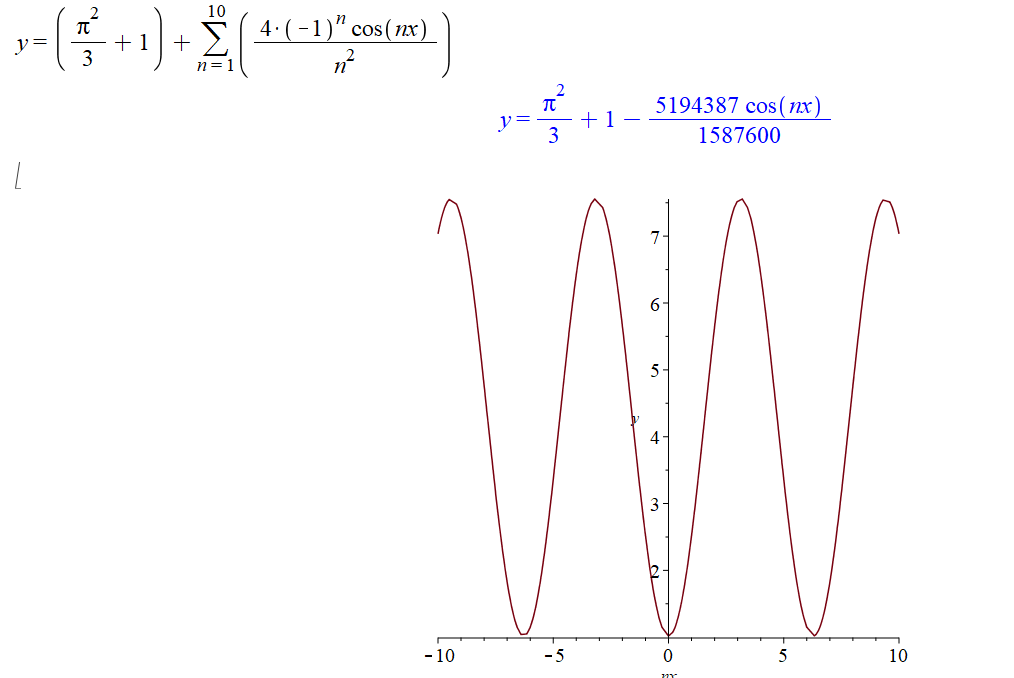 y = (π²/3 + 1) + ∑_{n=1}^{10} (4·(−1)ⁿ cos(nx) / n²)
y = π²/3 + 1 − 5194387 cos(nx) / 1587600
7
6
5
y
4
3
2
−10 −5 0 5 10
nx